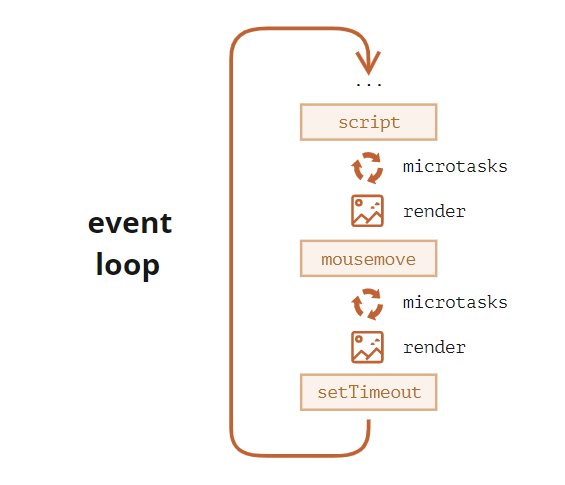 ...
script
microtasks
render
event
loop
mousemove
microtasks
render
setTimeout